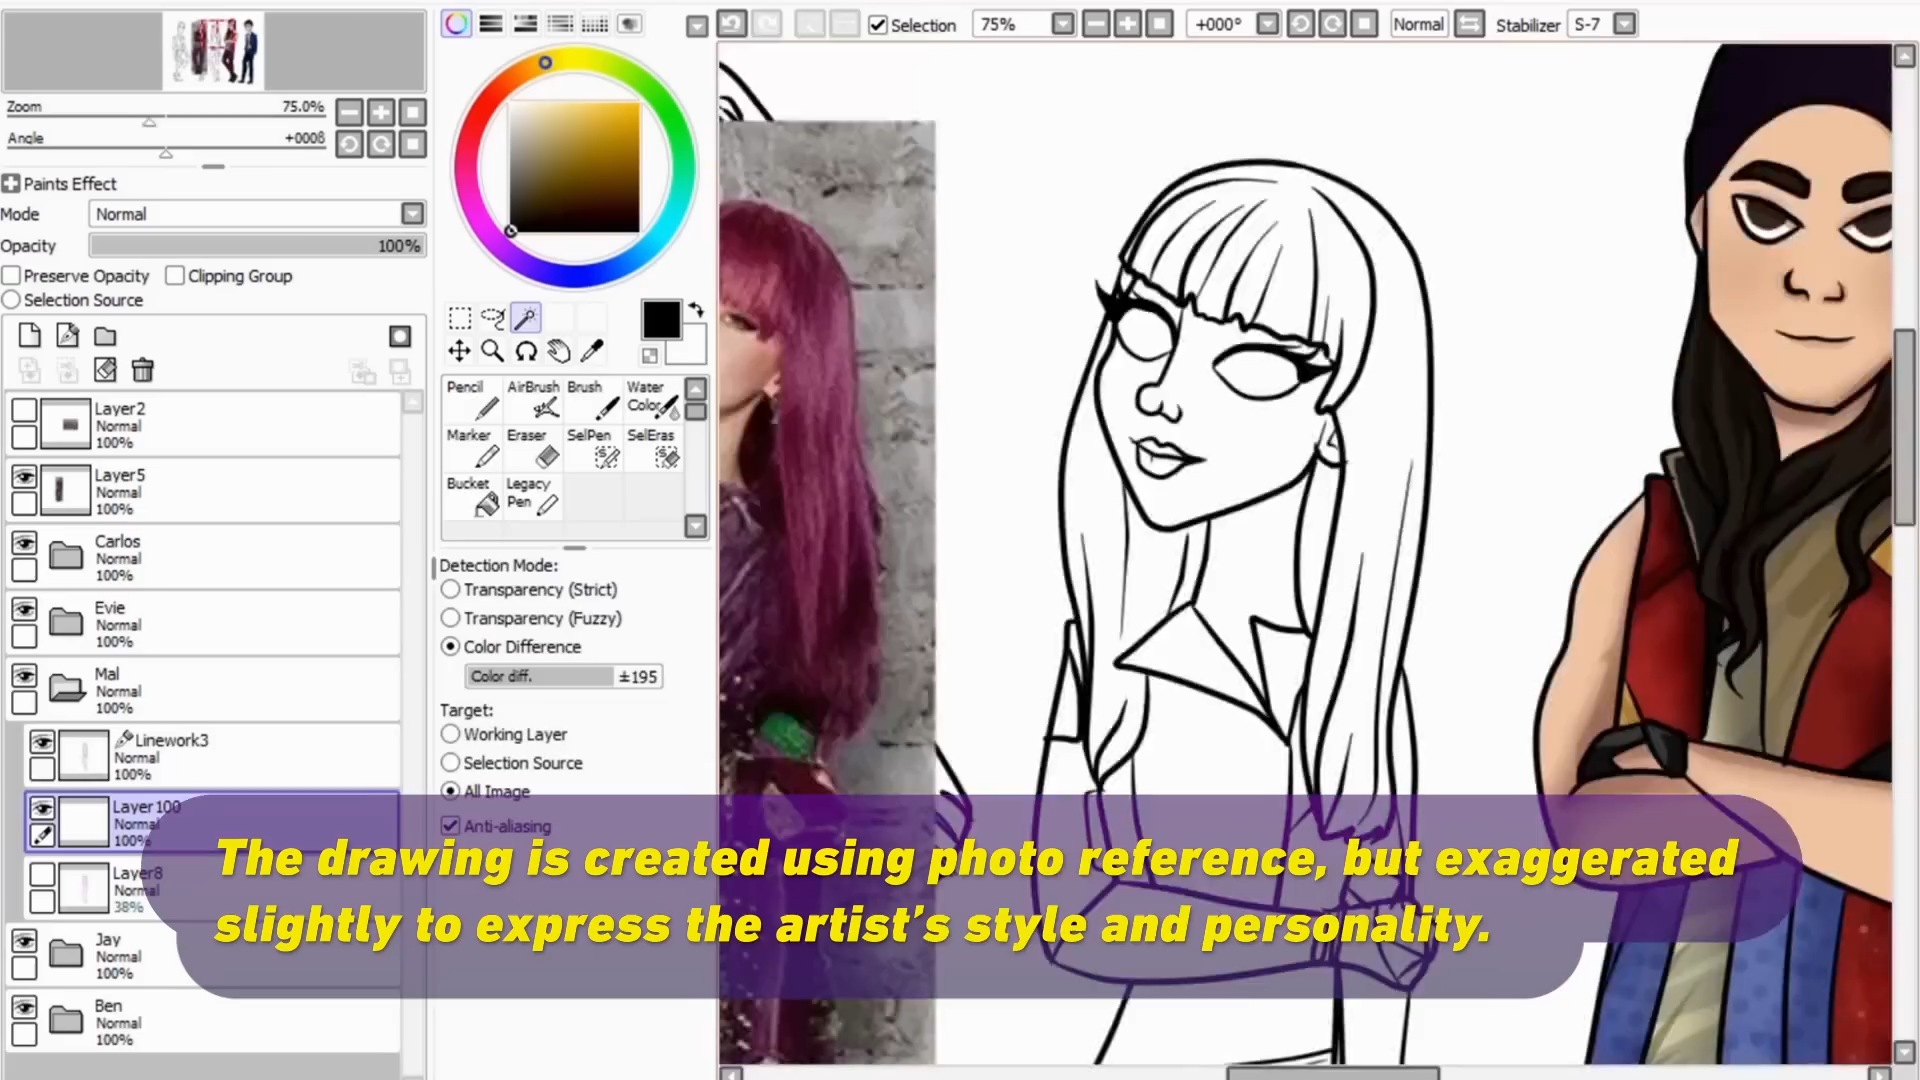 Selection
75%
+000°
Normal
Stabilizer
S-7
Zoom
75.0%
Angle
+000ß
Paints Effect
Mode
Normal
Opacity
100%
Preserve Opacity
Clipping Group
Selection Source
Layer2
Normal
100%
Layer5
Normal
100%
Carlos
Normal
100%
Evie
Normal
100%
Mal
Normal
100%
Linework3
Normal
100%
Layer100
Normal
100%
Layer8
Normal
38%
Jay
Normal
100%
Ben
Normal
100%
Pencil
AirBrush
Brush
Water
Color
Marker
Eraser
SelPen
SelEras
Bucket
Legacy
Pen
Detection Mode:
Transparency (Strict)
Transparency (Fuzzy)
Color Difference
Color diff.
±195
Target:
Working Layer
Selection Source
All Image
Anti-aliasing
The drawing is created using photo reference, but exaggerated
slightly to express the artist’s style and personality.